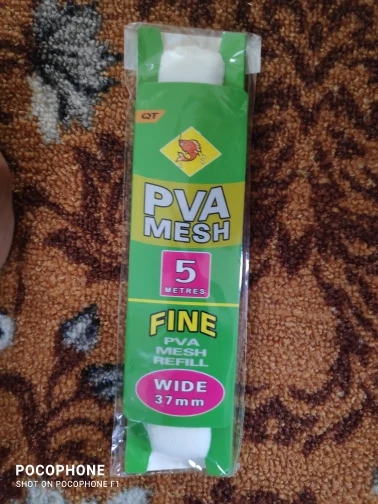 QT
PVA
MESH
5
METRES
FINE
PVA
MESH
REFILL
WIDE
37mm
POCOPHONE
SHOT ON POCOPHONE F1